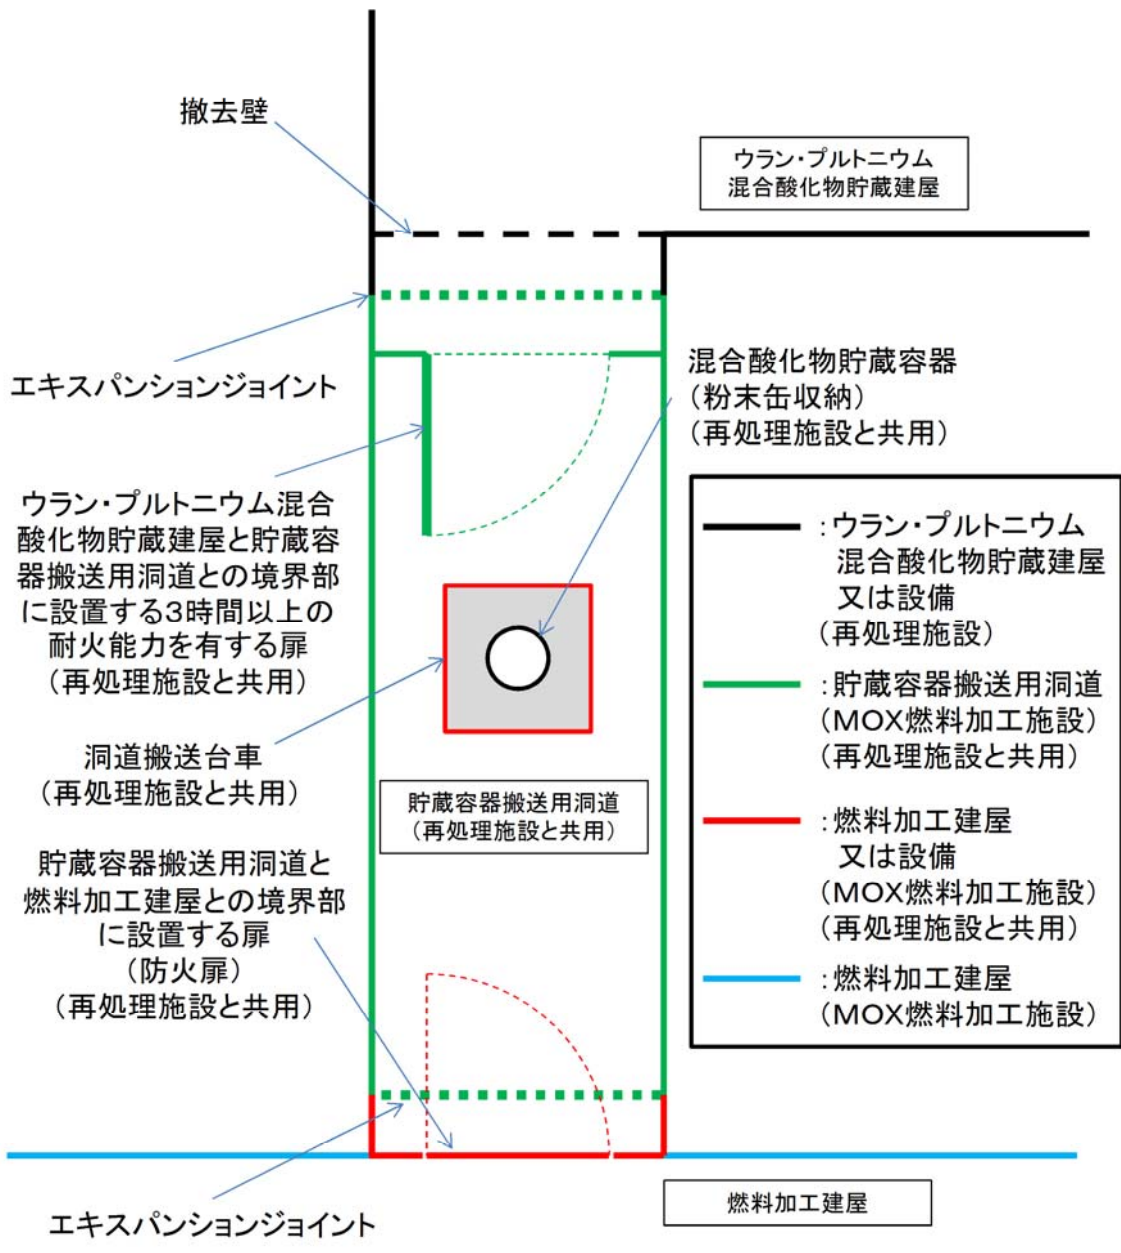 撤去壁
ウラン・プルトニウム
混合酸化物貯蔵建屋
エキスパンションジョイント
混合酸化物貯蔵容器
（粉末缶収納）
（再処理施設と共用）
ウラン・プルトニウム混合
酸化物貯蔵建屋と貯蔵容
器搬送用洞道との境界部
に設置する3時間以上の
耐火能力を有する扉
（再処理施設と共用）
洞道搬送台車
（再処理施設と共用）
貯蔵容器搬送用洞道
（再処理施設と共用）
貯蔵容器搬送用洞道と
燃料加工建屋との境界部
に設置する扉
（防火扉）
（再処理施設と共用）
：ウラン・プルトニウム
混合酸化物貯蔵建屋
又は設備
（再処理施設）
：貯蔵容器搬送用洞道
（MOX燃料加工施設）
（再処理施設と共用）
：燃料加工建屋
又は設備
（MOX燃料加工施設）
（再処理施設と共用）
：燃料加工建屋
（MOX燃料加工施設）
エキスパンションジョイント
燃料加工建屋